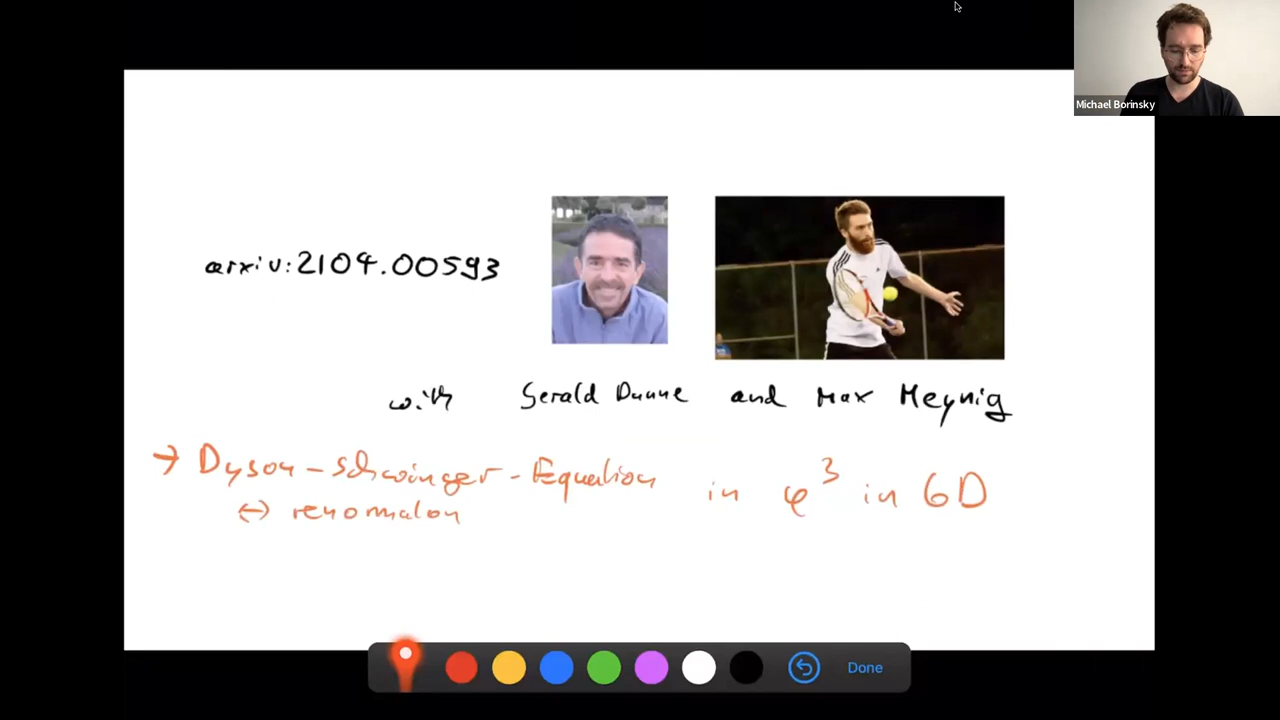 Michael Borinsky
arxiv:2104.00593
with Gerald Dunne and Max Meynig
→ Dyson-Schwinger-Equation in φ³ in 6D
↔ renormalon
Done